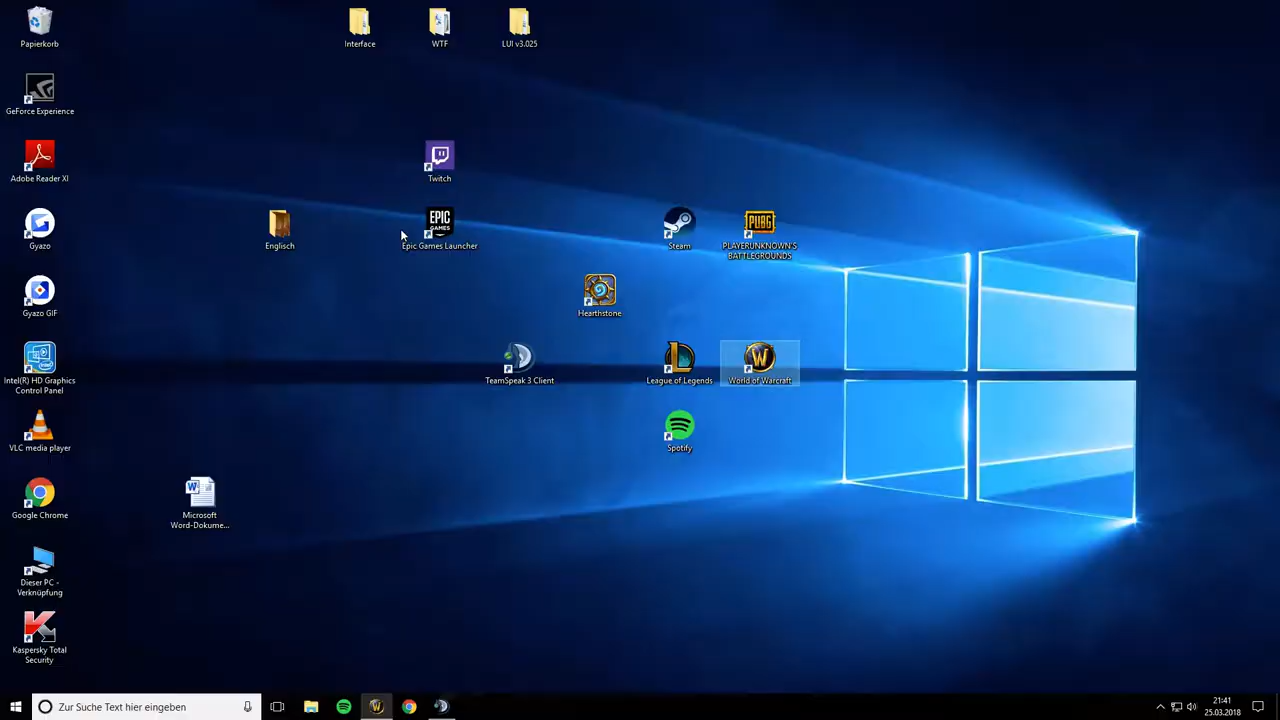 Papierkorb
Interface
WTF
LUI v3.025
GeForce Experience
Adobe Reader XI
Twitch
Gyazo
Englisch
EPIC
GAMES
Epic Games Launcher
Steam
PUBG
PLAYERUNKNOWN'S
BATTLEGROUNDS
Gyazo GIF
Hearthstone
Intel(R) HD Graphics
Control Panel
TeamSpeak 3 Client
League of Legends
World of Warcraft
VLC media player
Spotify
Google Chrome
Microsoft
Word-Dokume...
Dieser PC -
Verknüpfung
Kaspersky Total
Security
Zur Suche Text hier eingeben
21:41
25.03.2018